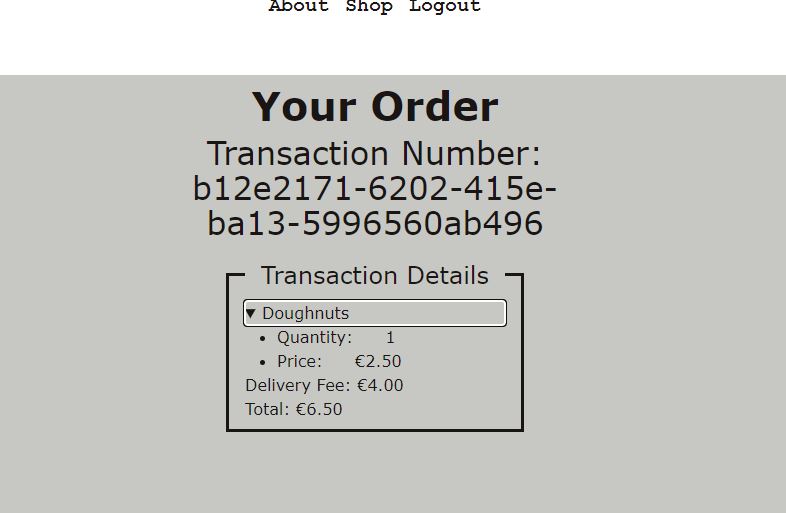 About Shop Logout
Your Order
Transaction Number:
b12e2171-6202-415e-
ba13-5996560ab496
Transaction Details
▼ Doughnuts
• Quantity: 1
• Price: €2.50
Delivery Fee: €4.00
Total: €6.50